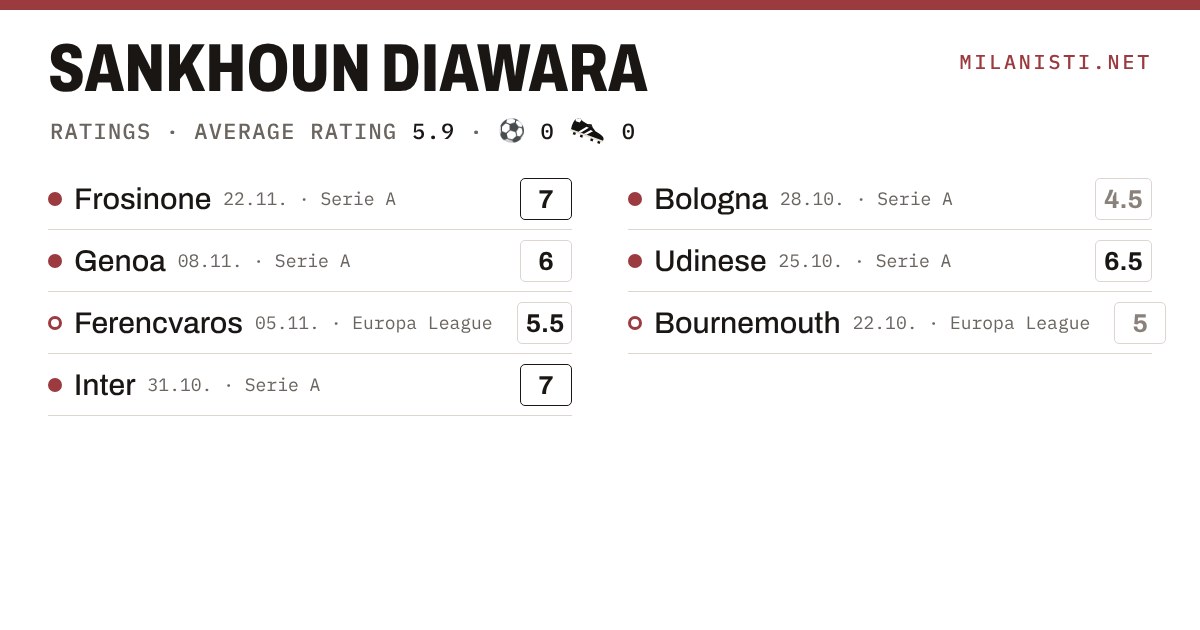 SANKHOUN DIAWARA
MILANISTI.NET
RATINGS · AVERAGE RATING 5.9 · ⚽ 0 👟 0
Frosinone 22.11. · Serie A 7
Genoa 08.11. · Serie A 6
Ferencvaros 05.11. · Europa League 5.5
Inter 31.10. · Serie A 7
Bologna 28.10. · Serie A 4.5
Udinese 25.10. · Serie A 6.5
Bournemouth 22.10. · Europa League 5